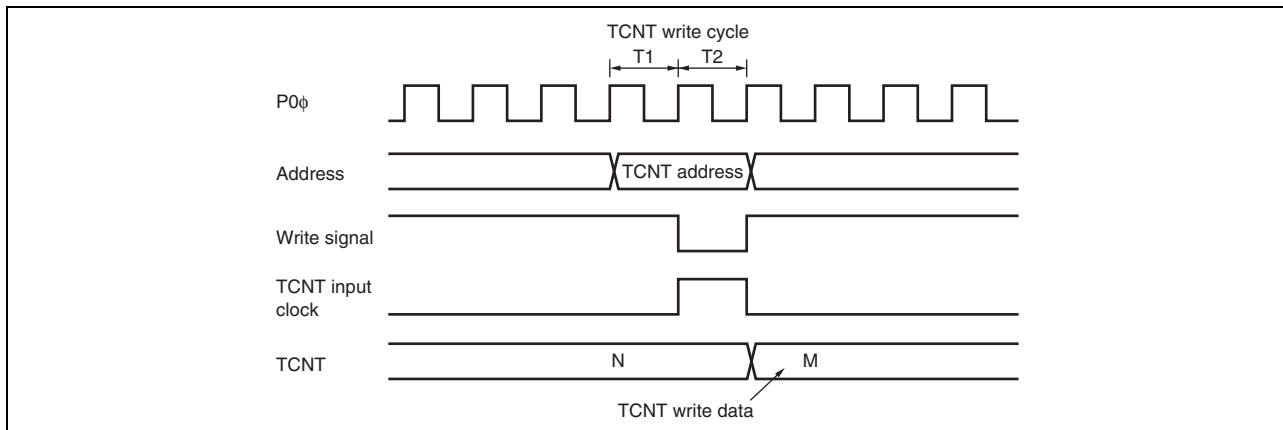 TCNT write cycle
T1 T2
P0ϕ
Address
TCNT address
Write signal
TCNT input
clock
TCNT
N
M
TCNT write data